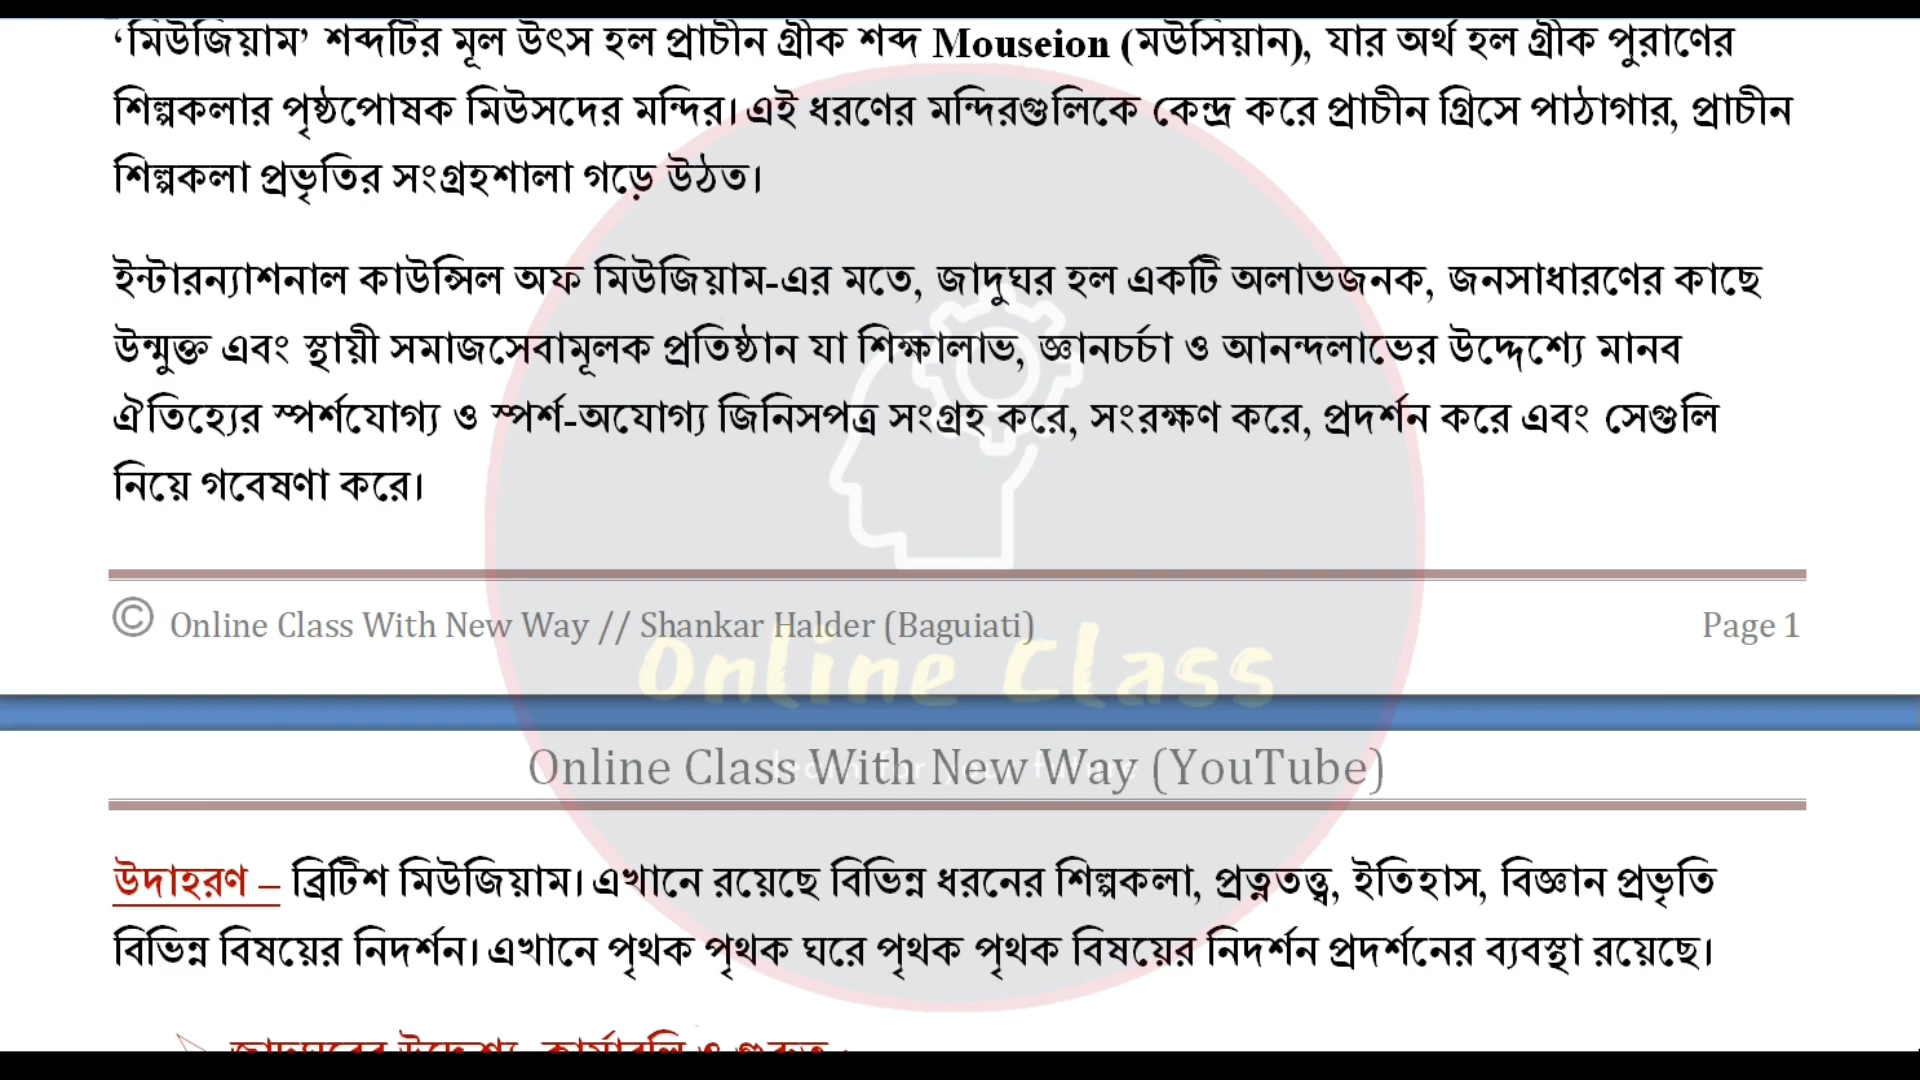 ‘মিউজিয়াম’ শব্দটির মূল উৎস হল প্রাচীন গ্রীক শব্দ Mouseion (মউসিয়ান), যার অর্থ হল গ্রীক পুরাণের
শিল্পকলার পৃষ্ঠপোষক মিউসদের মন্দির। এই ধরণের মন্দিরগুলিকে কেন্দ্র করে প্রাচীন গ্রিসে পাঠাগার, প্রাচীন
শিল্পকলা প্রভৃতির সংগ্রহশালা গড়ে উঠত।
ইন্টারন্যাশনাল কাউন্সিল অফ মিউজিয়াম-এর মতে, জাদুঘর হল একটি অলাভজনক, জনসাধারণের কাছে
উন্মুক্ত এবং স্থায়ী সমাজসেবামূলক প্রতিষ্ঠান যা শিক্ষালাভ, জ্ঞানচর্চা ও আনন্দলাভের উদ্দেশ্যে মানব
ঐতিহ্যের স্পর্শযোগ্য ও স্পর্শ-অযোগ্য জিনিসপত্র সংগ্রহ করে, সংরক্ষণ করে, প্রদর্শন করে এবং সেগুলি
নিয়ে গবেষণা করে।
© Online Class With New Way // Shankar Halder (Baguiati) Page 1
Online Class
Online Class With New Way (YouTube)
উদাহরণ – ব্রিটিশ মিউজিয়াম। এখানে রয়েছে বিভিন্ন ধরনের শিল্পকলা, প্রত্নতত্ত্ব, ইতিহাস, বিজ্ঞান প্রভৃতি
বিভিন্ন বিষয়ের নিদর্শন। এখানে পৃথক পৃথক ঘরে পৃথক পৃথক বিষয়ের নিদর্শন প্রদর্শনের ব্যবস্থা রয়েছে।
জাদুঘরের উদ্দেশ্য, কার্যাবলি ও গুরুত্ব :